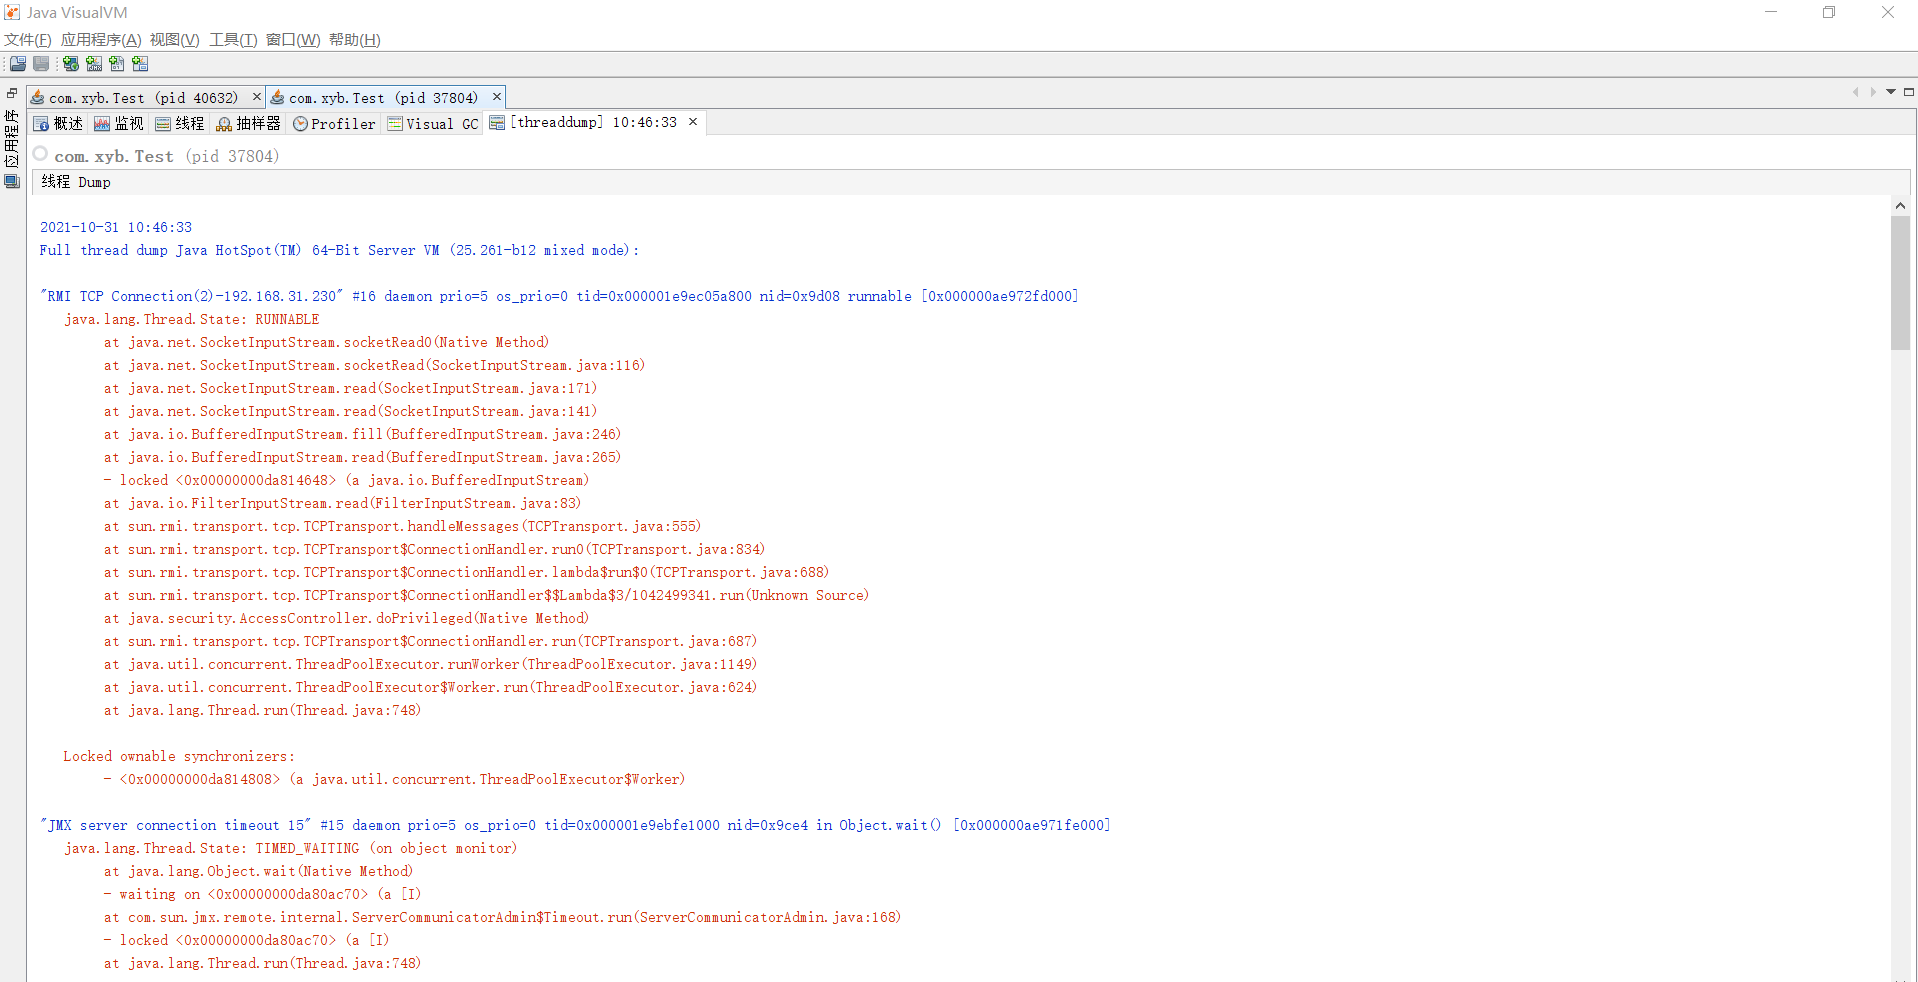 Java VisualVM
文件(F) 应用程序(A) 视图(V) 工具(T) 窗口(W) 帮助(H)
应用程序
com.xyb.Test (pid 40632)
com.xyb.Test (pid 37804)
概述 监视 线程 抽样器 Profiler Visual GC [threaddump] 10:46:33
com.xyb.Test (pid 37804)
线程 Dump
2021-10-31 10:46:33
Full thread dump Java HotSpot(TM) 64-Bit Server VM (25.261-b12 mixed mode):
"RMI TCP Connection(2)-192.168.31.230" #16 daemon prio=5 os_prio=0 tid=0x000001e9ec05a800 nid=0x9d08 runnable [0x000000ae972fd000]
java.lang.Thread.State: RUNNABLE
at java.net.SocketInputStream.socketRead0(Native Method)
at java.net.SocketInputStream.socketRead(SocketInputStream.java:116)
at java.net.SocketInputStream.read(SocketInputStream.java:171)
at java.net.SocketInputStream.read(SocketInputStream.java:141)
at java.io.BufferedInputStream.fill(BufferedInputStream.java:246)
at java.io.BufferedInputStream.read(BufferedInputStream.java:265)
- locked <0x00000000da814648> (a java.io.BufferedInputStream)
at java.io.FilterInputStream.read(FilterInputStream.java:83)
at sun.rmi.transport.tcp.TCPTransport.handleMessages(TCPTransport.java:555)
at sun.rmi.transport.tcp.TCPTransport$ConnectionHandler.run0(TCPTransport.java:834)
at sun.rmi.transport.tcp.TCPTransport$ConnectionHandler.lambda$run$0(TCPTransport.java:688)
at sun.rmi.transport.tcp.TCPTransport$ConnectionHandler$$Lambda$3/1042499341.run(Unknown Source)
at java.security.AccessController.doPrivileged(Native Method)
at sun.rmi.transport.tcp.TCPTransport$ConnectionHandler.run(TCPTransport.java:687)
at java.util.concurrent.ThreadPoolExecutor.runWorker(ThreadPoolExecutor.java:1149)
at java.util.concurrent.ThreadPoolExecutor$Worker.run(ThreadPoolExecutor.java:624)
at java.lang.Thread.run(Thread.java:748)
Locked ownable synchronizers:
- <0x00000000da814808> (a java.util.concurrent.ThreadPoolExecutor$Worker)
"JMX server connection timeout 15" #15 daemon prio=5 os_prio=0 tid=0x000001e9ebfe1000 nid=0x9ce4 in Object.wait() [0x000000ae971fe000]
java.lang.Thread.State: TIMED_WAITING (on object monitor)
at java.lang.Object.wait(Native Method)
- waiting on <0x00000000da80ac70> (a [I)
at com.sun.jmx.remote.internal.ServerCommunicatorAdmin$Timeout.run(ServerCommunicatorAdmin.java:168)
- locked <0x00000000da80ac70> (a [I)
at java.lang.Thread.run(Thread.java:748)